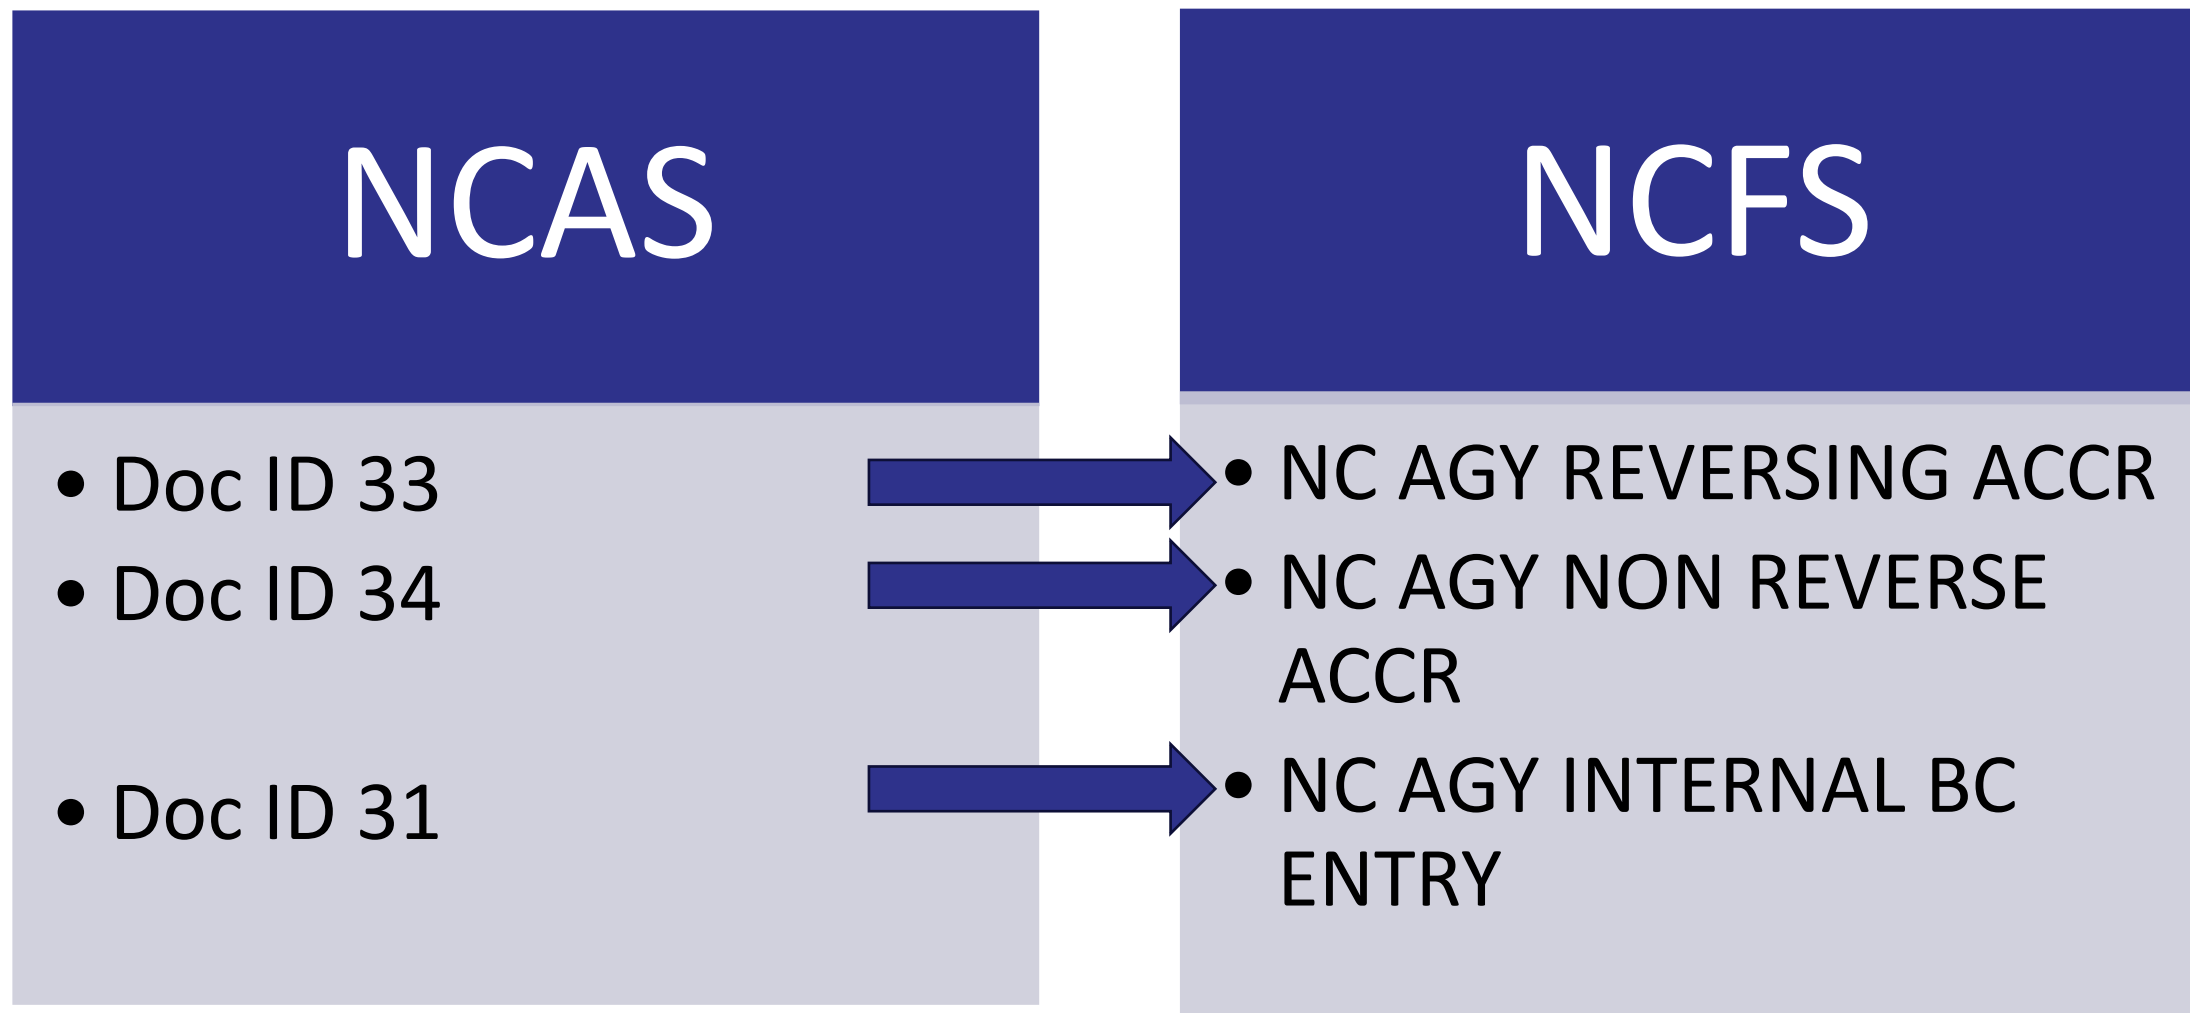 NCAS
• Doc ID 33
• Doc ID 34
• Doc ID 31
NCFS
• NC AGY REVERSING ACCR
• NC AGY NON REVERSE
ACCR
• NC AGY INTERNAL BC
ENTRY